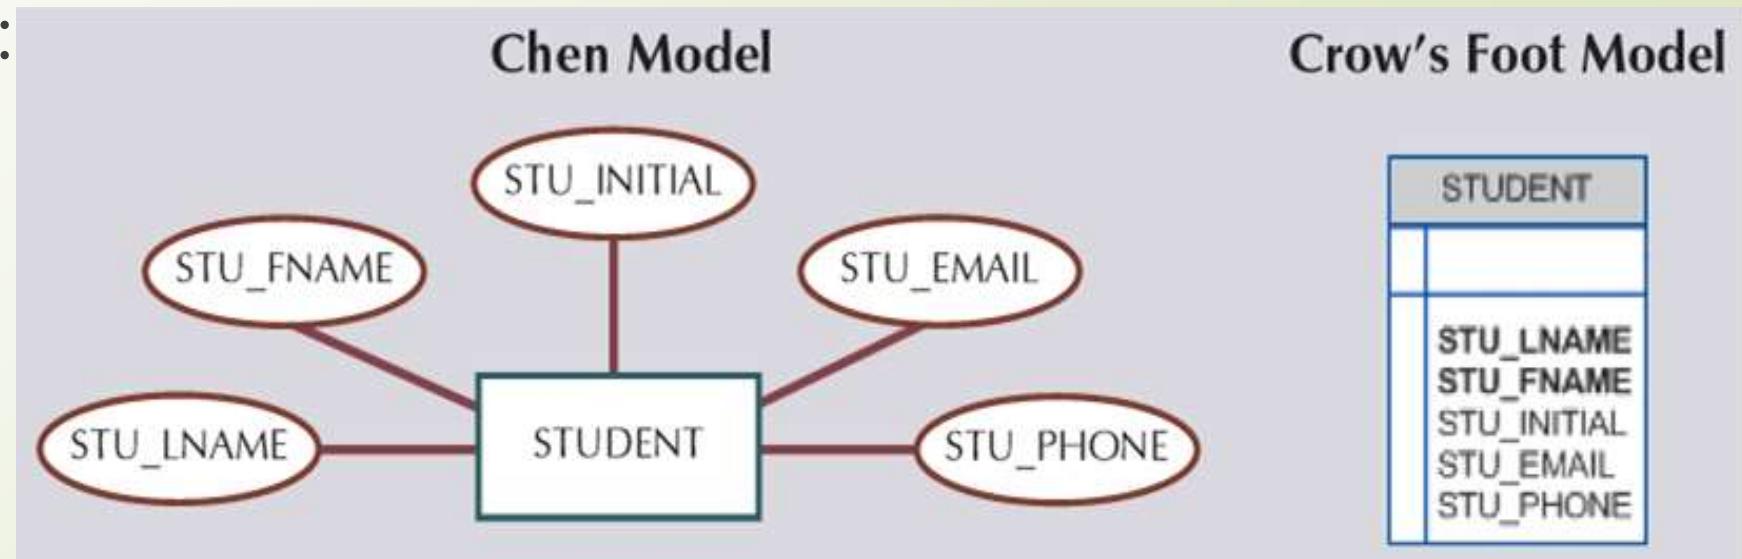 Chen Model
Crow's Foot Model
STU_INITIAL
STU_FNAME
STU_EMAIL
STU_LNAME
STUDENT
STU_PHONE
STUDENT
STU_LNAME
STU_FNAME
STU_INITIAL
STU_EMAIL
STU_PHONE